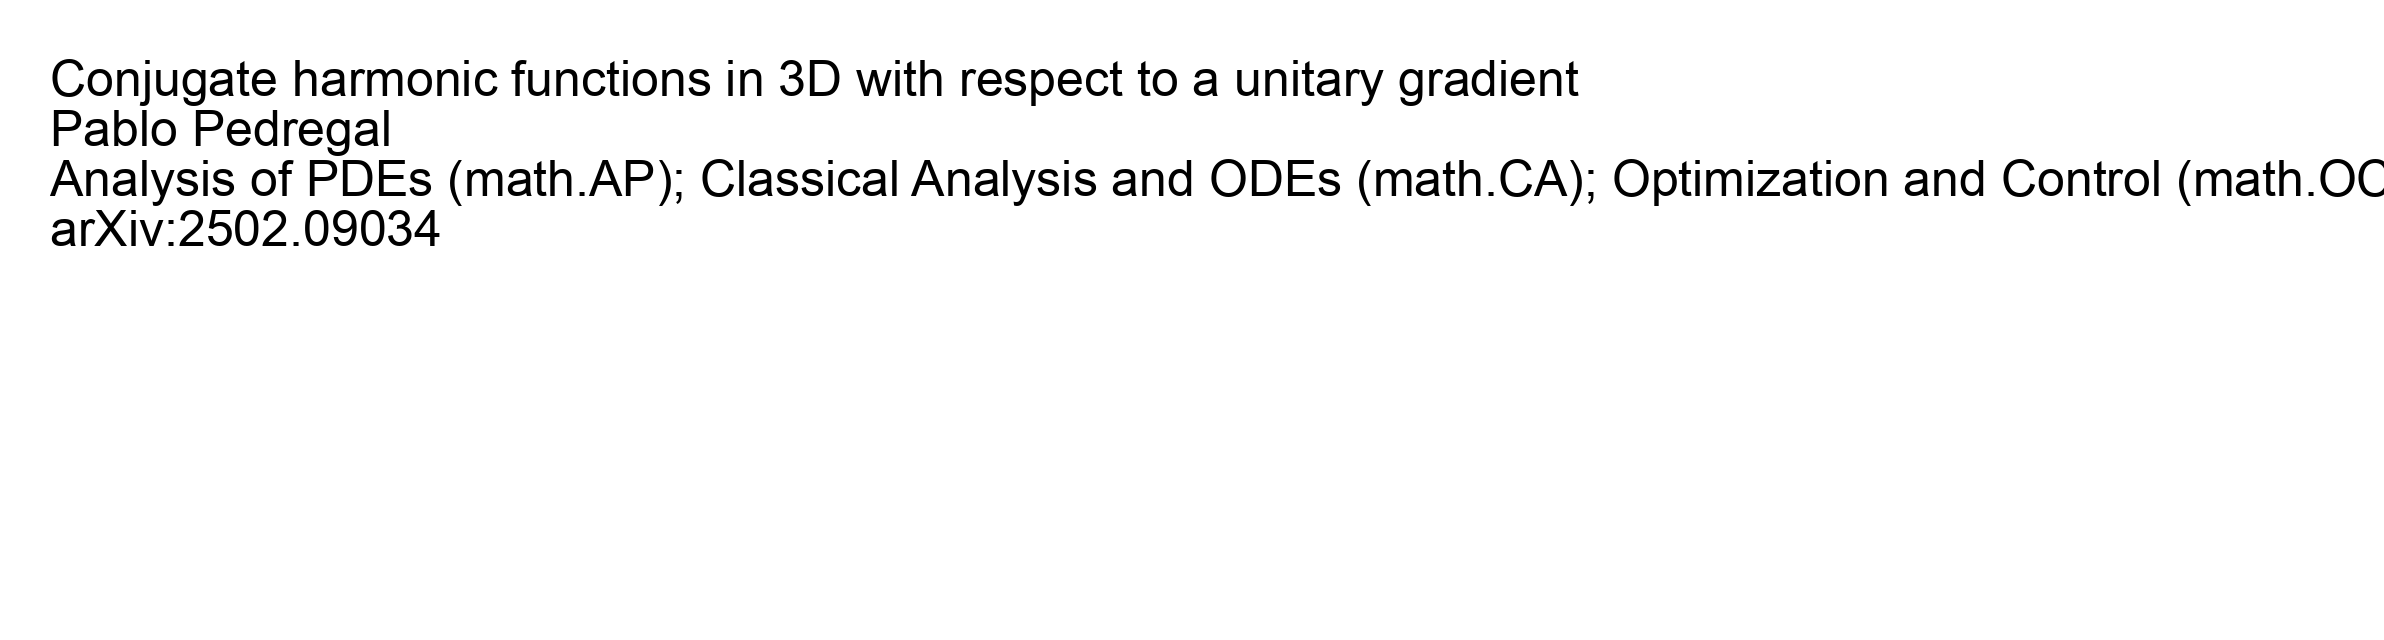 Conjugate harmonic functions in 3D with respect to a unitary gradient
Pablo Pedregal
Analysis of PDEs (math.AP); Classical Analysis and ODEs (math.CA); Optimization and Control (math.OC
arXiv:2502.09034